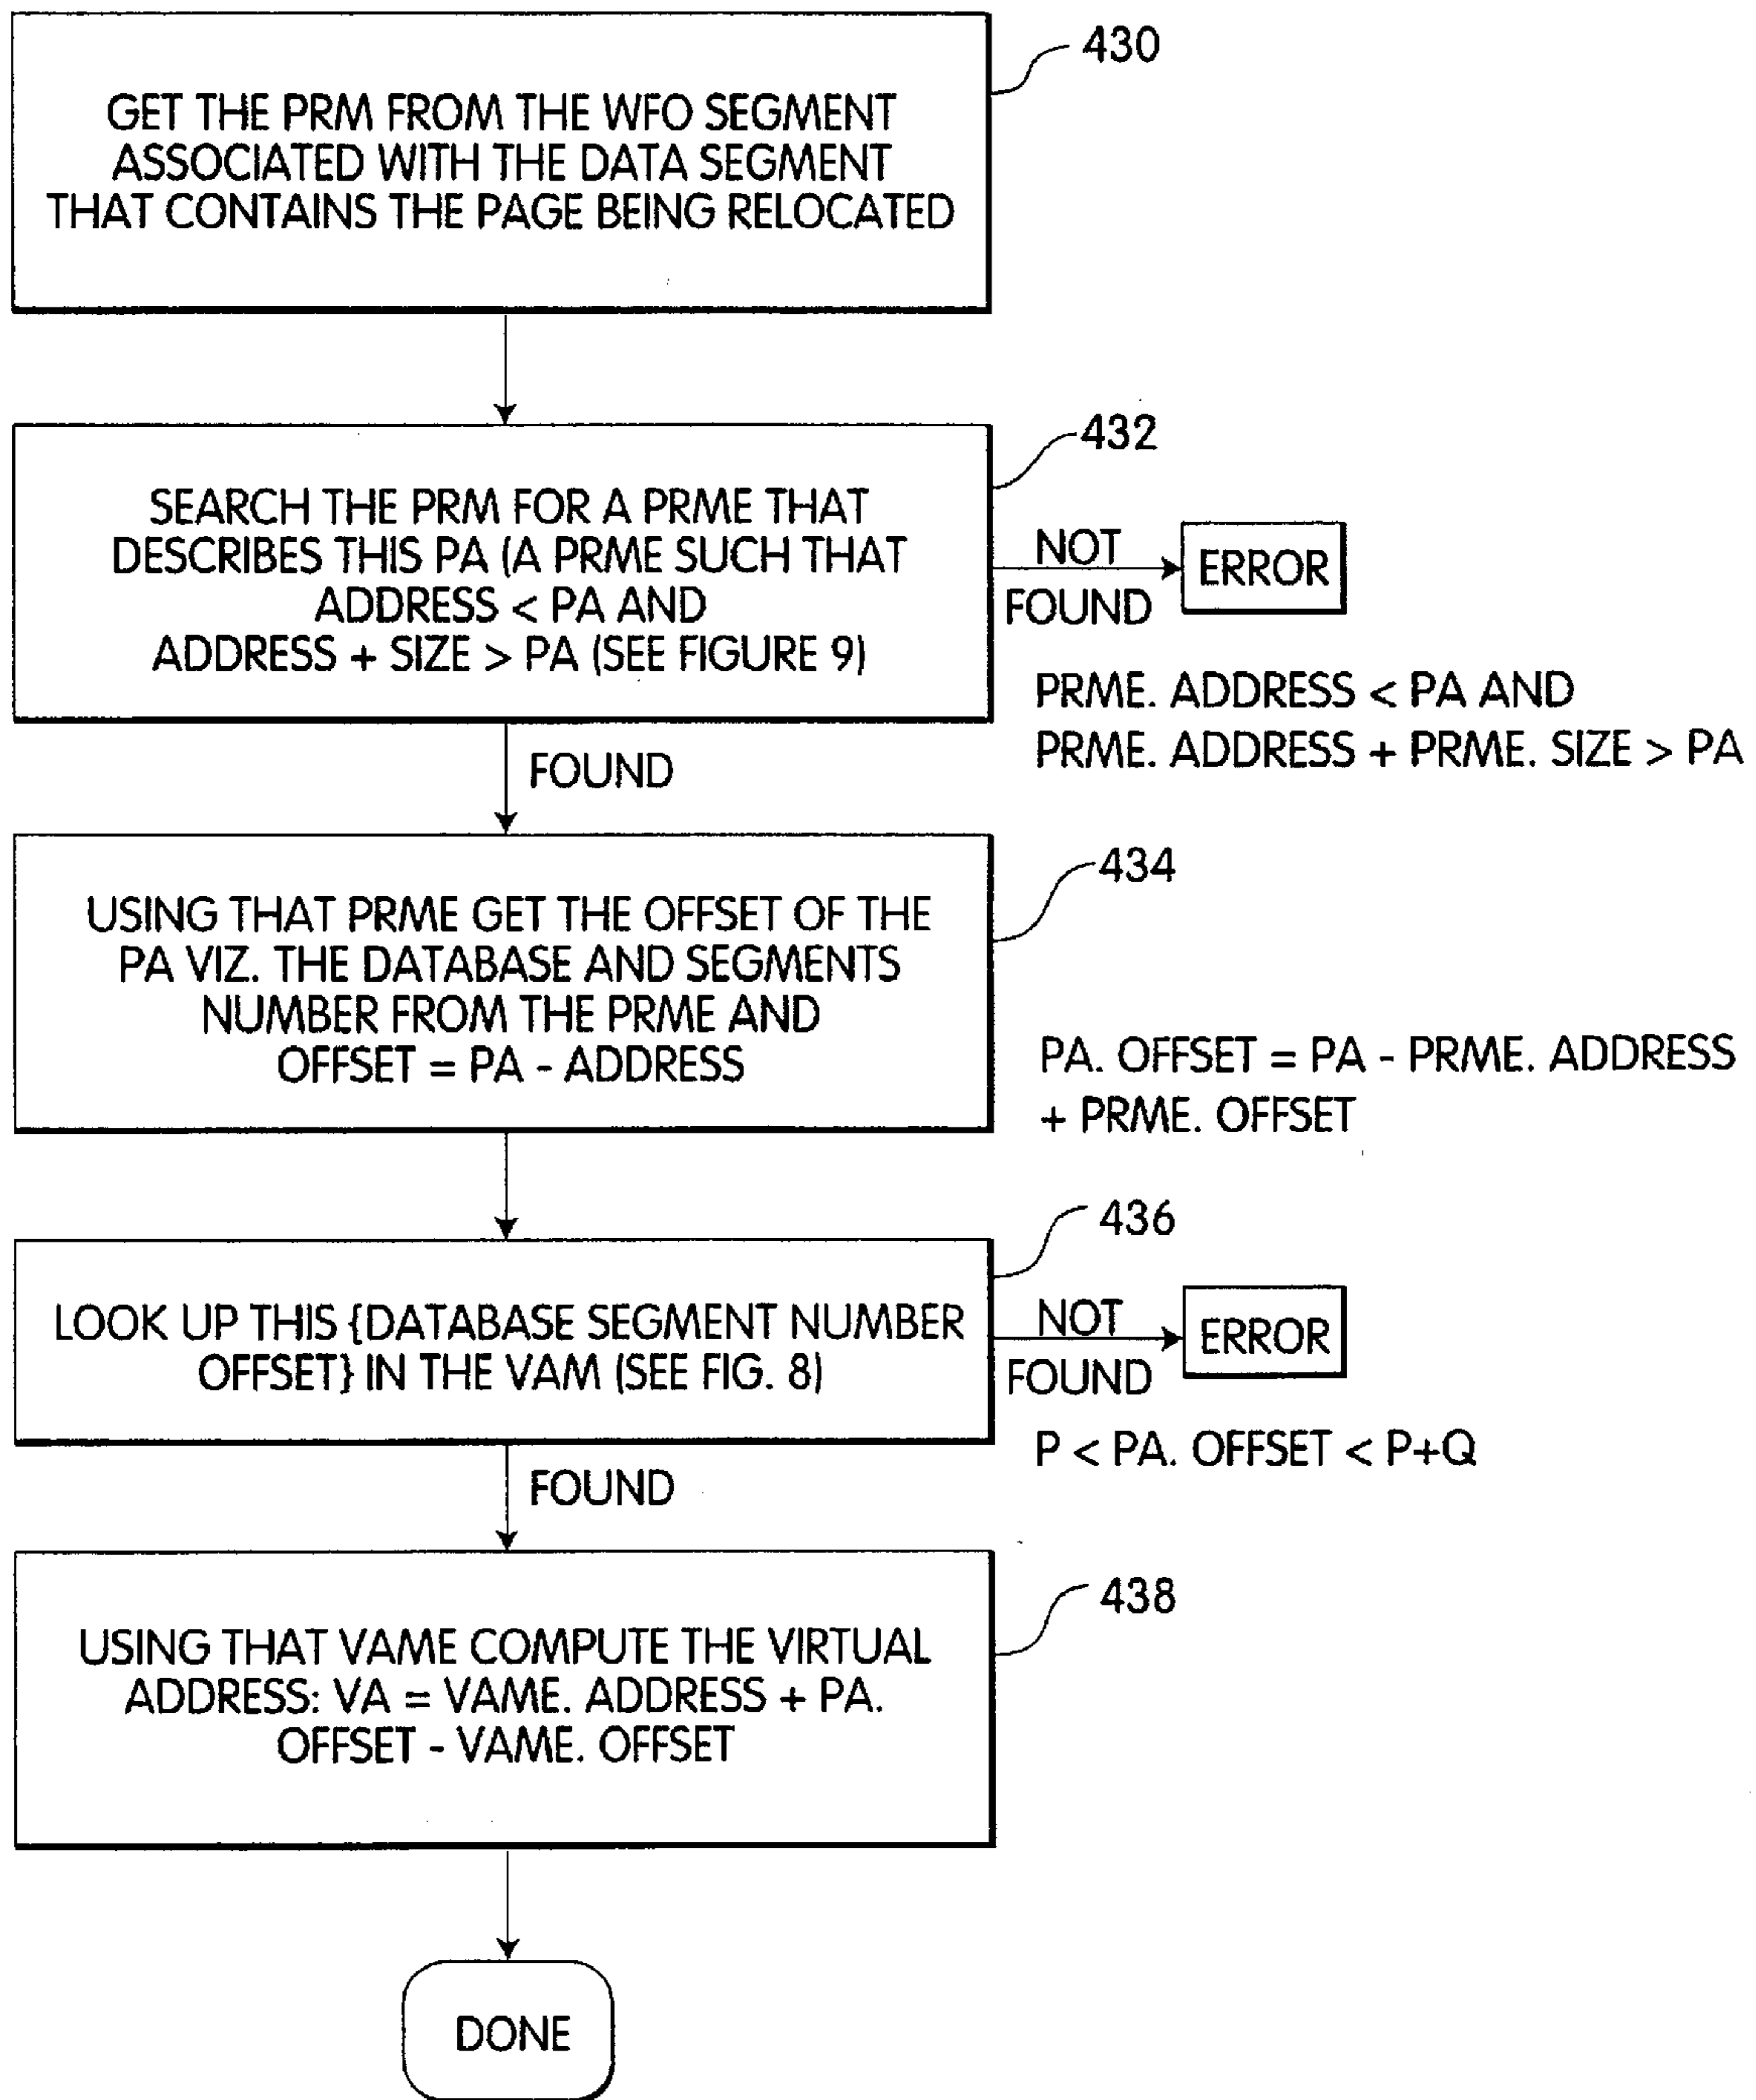 430
GET THE PRM FROM THE WFO SEGMENT
ASSOCIATED WITH THE DATA SEGMENT
THAT CONTAINS THE PAGE BEING RELOCATED
432
SEARCH THE PRM FOR A PRME THAT
DESCRIBES THIS PA (A PRME SUCH THAT
ADDRESS < PA AND
ADDRESS + SIZE > PA (SEE FIGURE 9)
NOT
FOUND
ERROR
PRME. ADDRESS < PA AND
PRME. ADDRESS + PRME. SIZE > PA
FOUND
434
USING THAT PRME GET THE OFFSET OF THE
PA VIZ. THE DATABASE AND SEGMENTS
NUMBER FROM THE PRME AND
OFFSET = PA - ADDRESS
PA. OFFSET = PA - PRME. ADDRESS
+ PRME. OFFSET
436
LOOK UP THIS {DATABASE SEGMENT NUMBER
OFFSET} IN THE VAM (SEE FIG. 8)
NOT
FOUND
ERROR
P < PA. OFFSET < P+Q
FOUND
438
USING THAT VAME COMPUTE THE VIRTUAL
ADDRESS: VA = VAME. ADDRESS + PA.
OFFSET - VAME. OFFSET
DONE